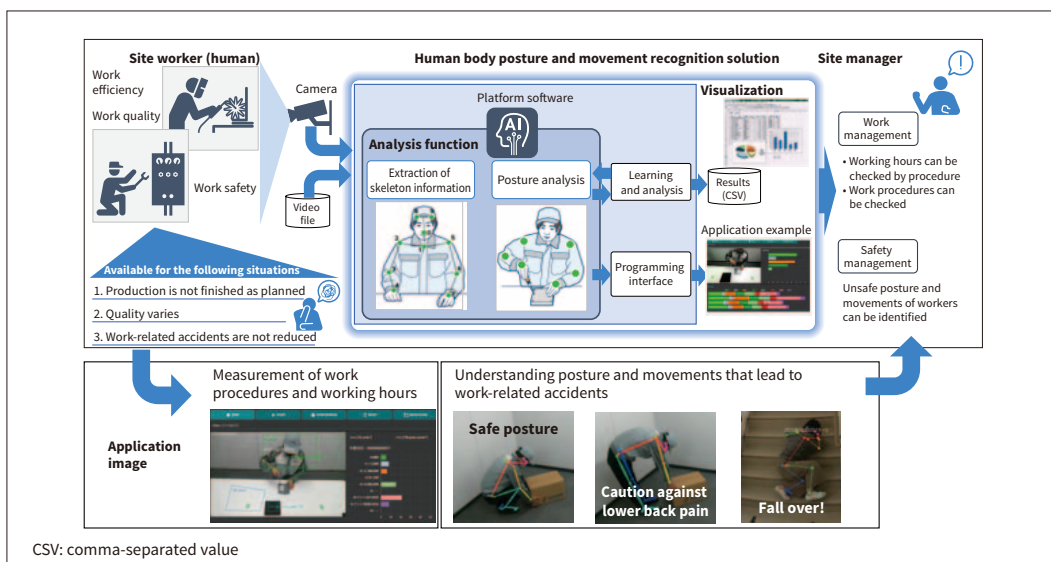 Site worker (human)
Work
efficiency
Work quality
Work safety
Camera
Video
file
Available for the following situations
1. Production is not finished as planned
2. Quality varies
3. Work-related accidents are not reduced
Human body posture and movement recognition solution
Platform software
AI
Analysis function
Extraction of
skeleton information
Posture analysis
Learning
and analysis
Programming
interface
Visualization
Results
(CSV)
Application example
Site manager
Work
management
• Working hours can be
checked by procedure
• Work procedures can
be checked
Safety
management
Unsafe posture and
movements of workers
can be identified
Application
image
Measurement of work
procedures and working hours
Understanding posture and movements that lead to
work-related accidents
Safe posture
Caution against
lower back pain
Fall over!
CSV: comma-separated value